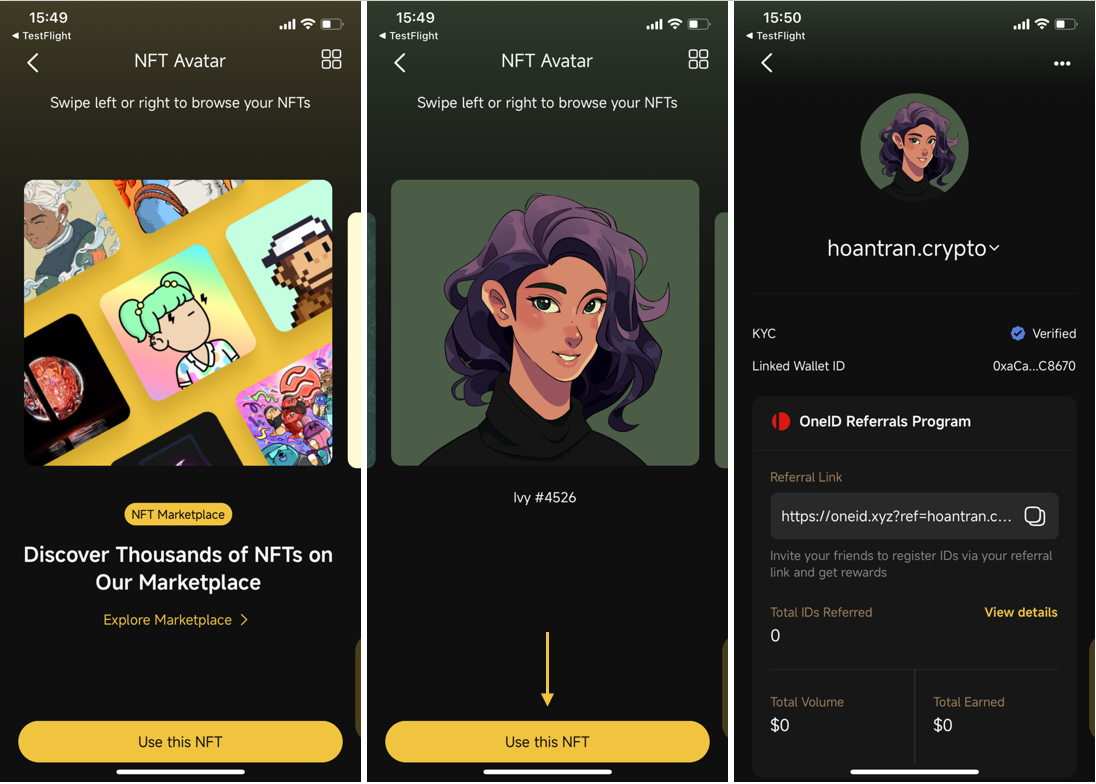 15:49
◄ TestFlight
NFT Avatar
Swipe left or right to browse your NFTs
NFT Marketplace
Discover Thousands of NFTs on
Our Marketplace
Explore Marketplace
Use this NFT
15:49
◄ TestFlight
NFT Avatar
Swipe left or right to browse your NFTs
Ivy #4526
Use this NFT
15:50
◄ TestFlight
hoantran.crypto
KYC Verified
Linked Wallet ID 0xaCa...C8670
OneID Referrals Program
Referral Link
https://oneid.xyz?ref=hoantran.c...
Invite your friends to register IDs via your referral
link and get rewards
Total IDs Referred View details
0
Total Volume Total Earned
$0 $0